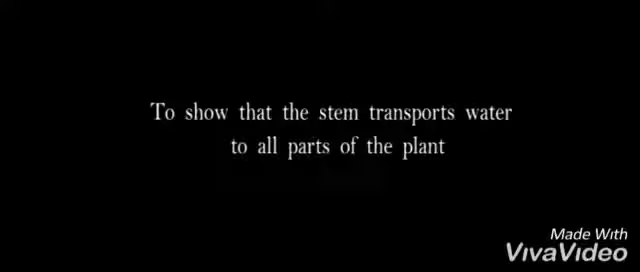 To show that the stem transports water
to all parts of the plant
Made With
VivaVideo